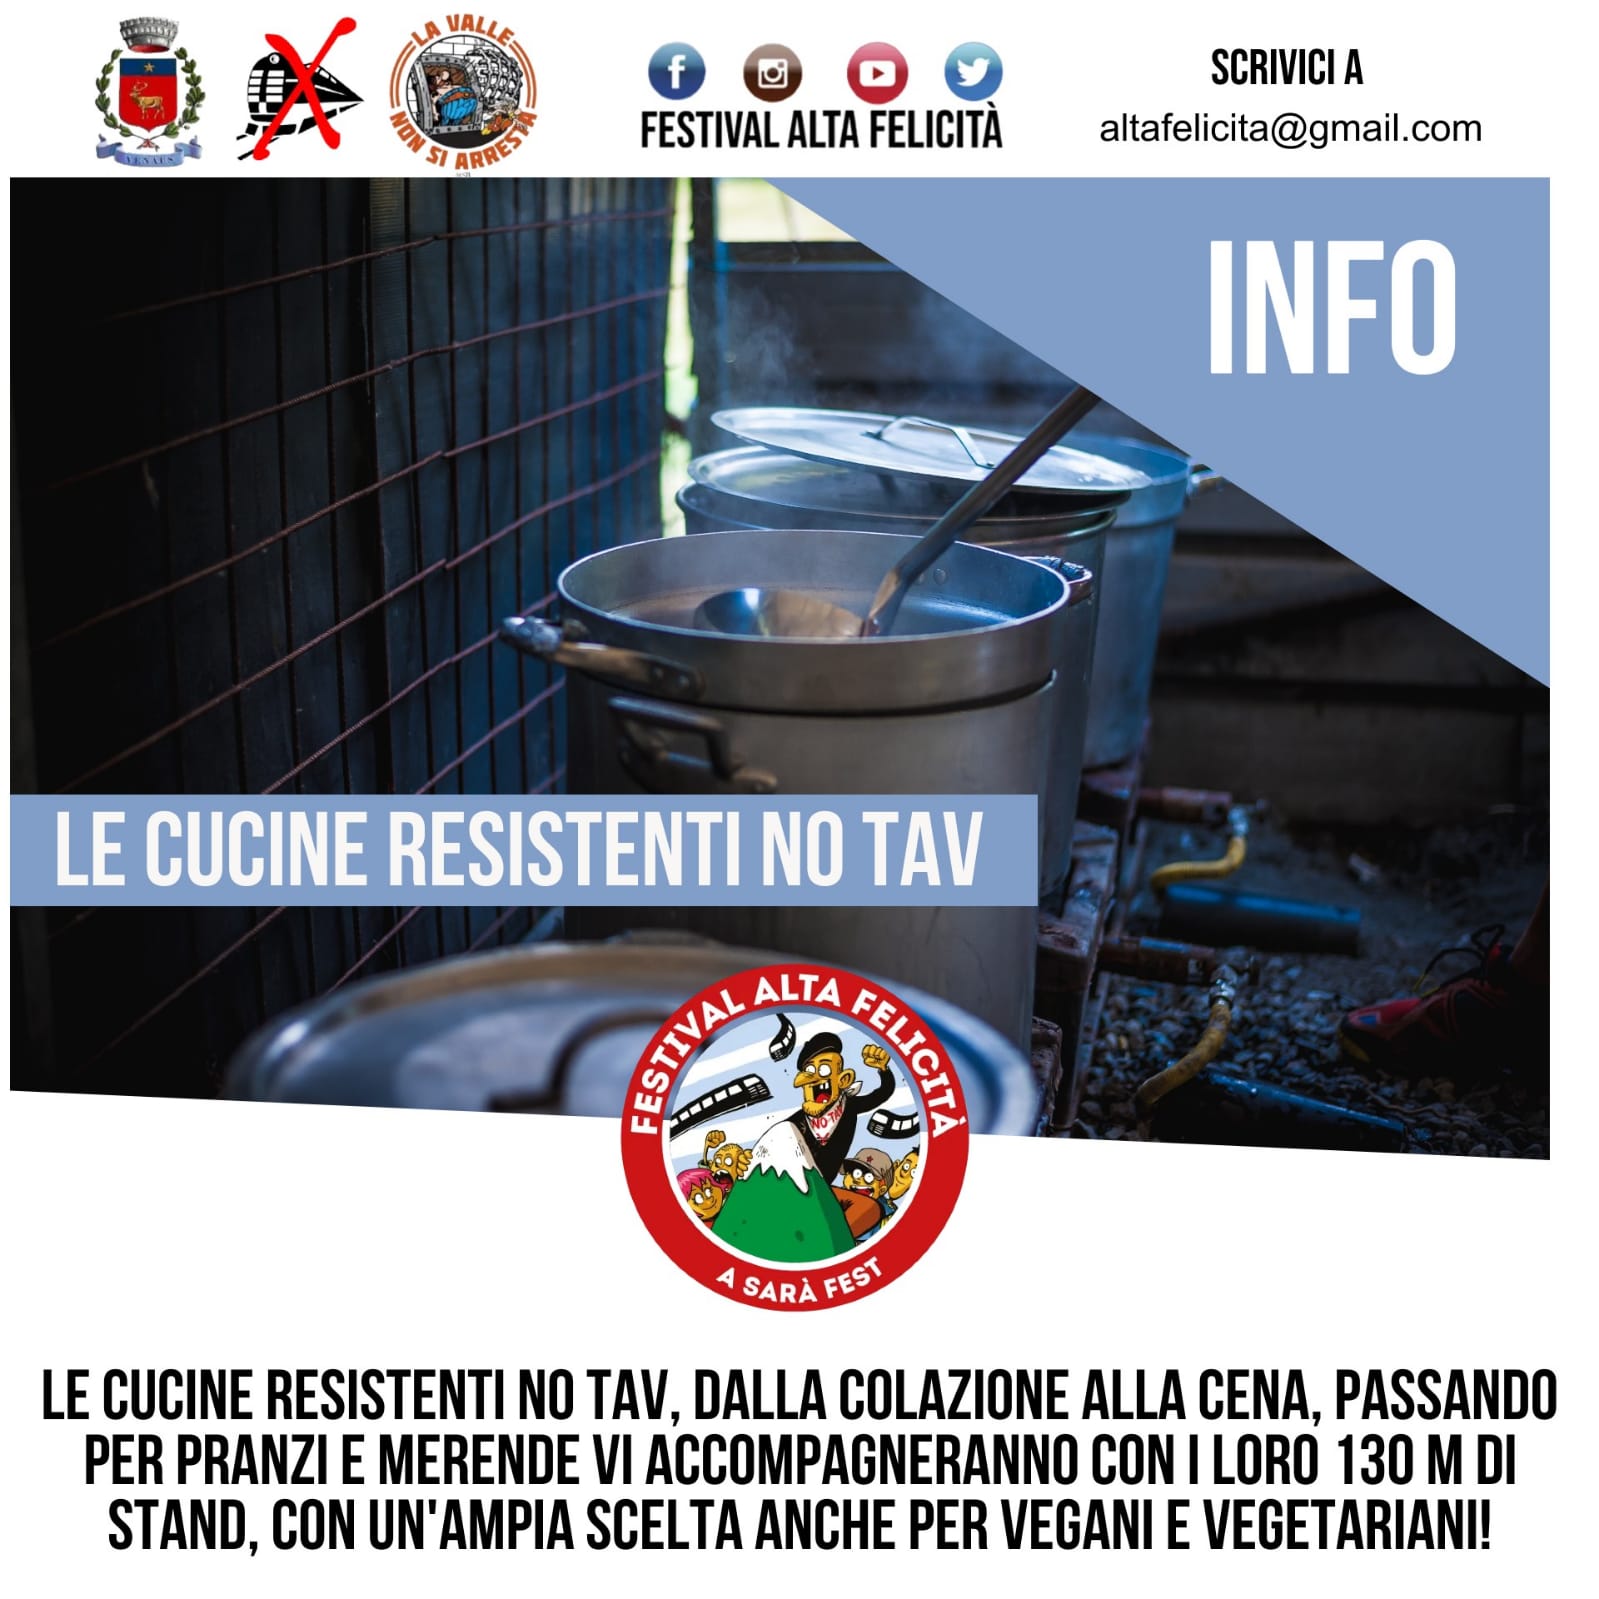 VENAUS
LA VALLE
NON SI ARRESTA
FESTIVAL ALTA FELICITÀ
SCRIVICI A
altafelicita@gmail.com
INFO
LE CUCINE RESISTENTI NO TAV
FESTIVAL ALTA FELICITÀ
NO TAV
A SARÀ FEST
LE CUCINE RESISTENTI NO TAV, DALLA COLAZIONE ALLA CENA, PASSANDO
PER PRANZI E MERENDE VI ACCOMPAGNERANNO CON I LORO 130 M DI
STAND, CON UN'AMPIA SCELTA ANCHE PER VEGANI E VEGETARIANI!